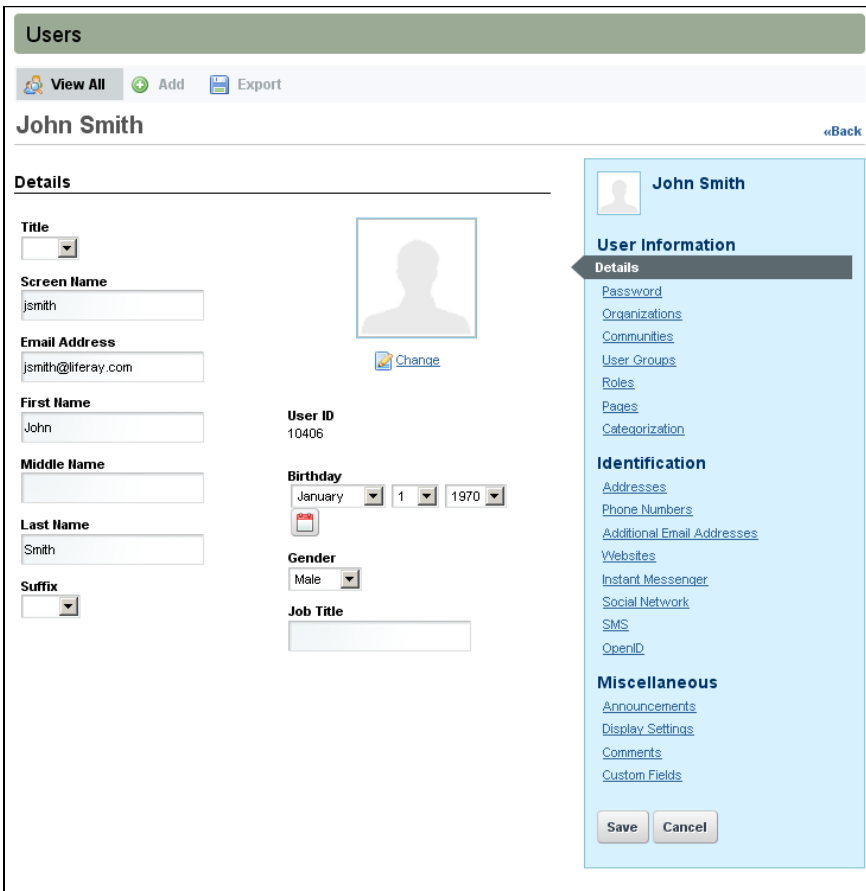 Users
View All Add Export
John Smith
«Back
Details
Title
Screen Name
jsmith
Email Address
jsmith@liferay.com
First Name
John
Middle Name
Last Name
Smith
Suffix
Change
User ID
10406
Birthday
January 1 1970
Gender
Male
Job Title
John Smith
User Information
Details
Password
Organizations
Communities
User Groups
Roles
Pages
Categorization
Identification
Addresses
Phone Numbers
Additional Email Addresses
Websites
Instant Messenger
Social Network
SMS
OpenID
Miscellaneous
Announcements
Display Settings
Comments
Custom Fields
Save Cancel